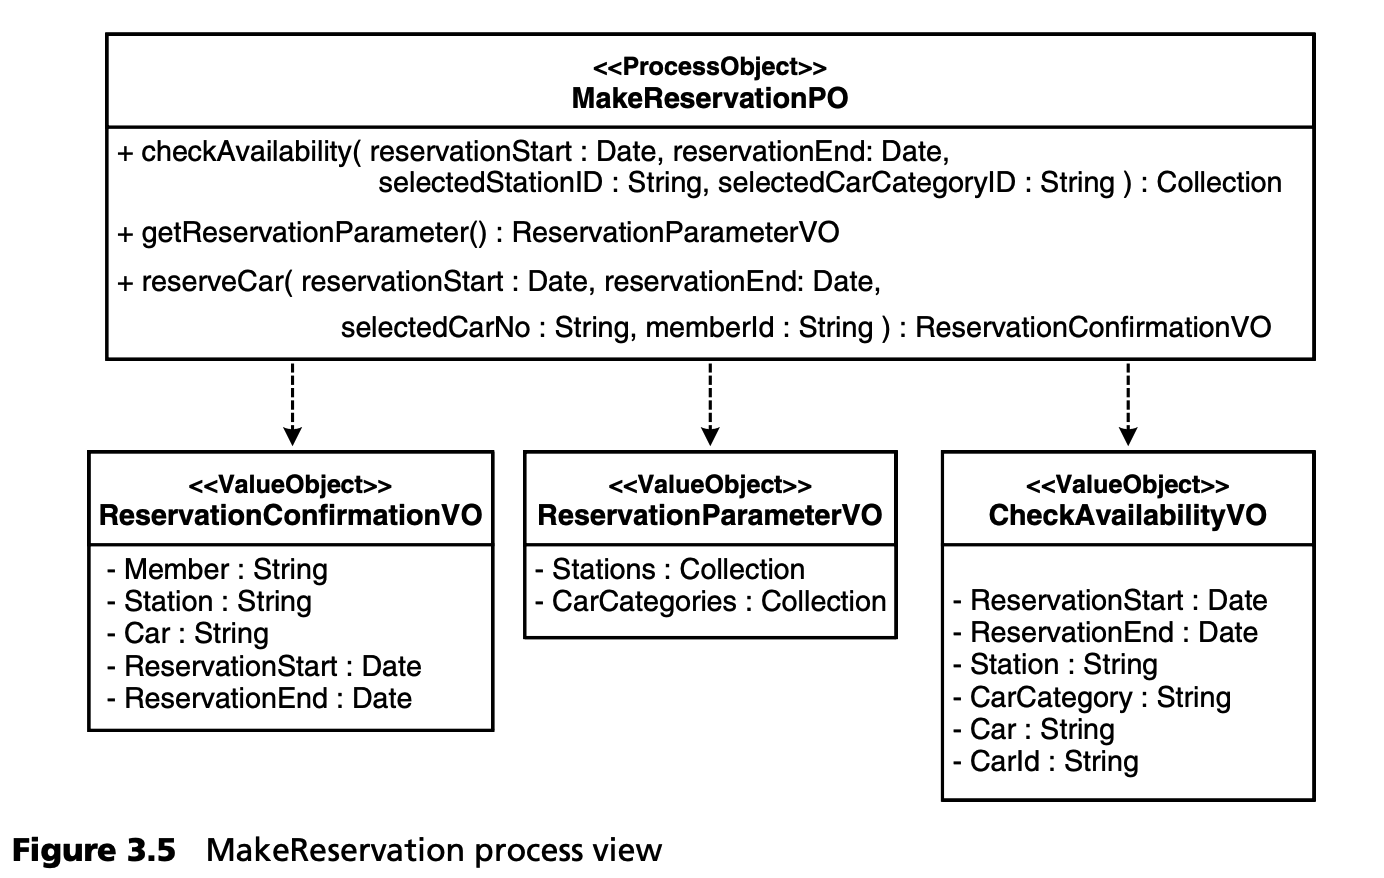 <<ProcessObject>>
MakeReservationPO
+ checkAvailability( reservationStart : Date, reservationEnd: Date,
selectedStationID : String, selectedCarCategoryID : String ) : Collection
+ getReservationParameter() : ReservationParameterVO
+ reserveCar( reservationStart : Date, reservationEnd: Date,
selectedCarNo : String, memberId : String ) : ReservationConfirmationVO
<<ValueObject>>
ReservationConfirmationVO
- Member : String
- Station : String
- Car : String
- ReservationStart : Date
- ReservationEnd : Date
<<ValueObject>>
ReservationParameterVO
- Stations : Collection
- CarCategories : Collection
<<ValueObject>>
CheckAvailabilityVO
- ReservationStart : Date
- ReservationEnd : Date
- Station : String
- CarCategory : String
- Car : String
- CarId : String
Figure 3.5 MakeReservation process view